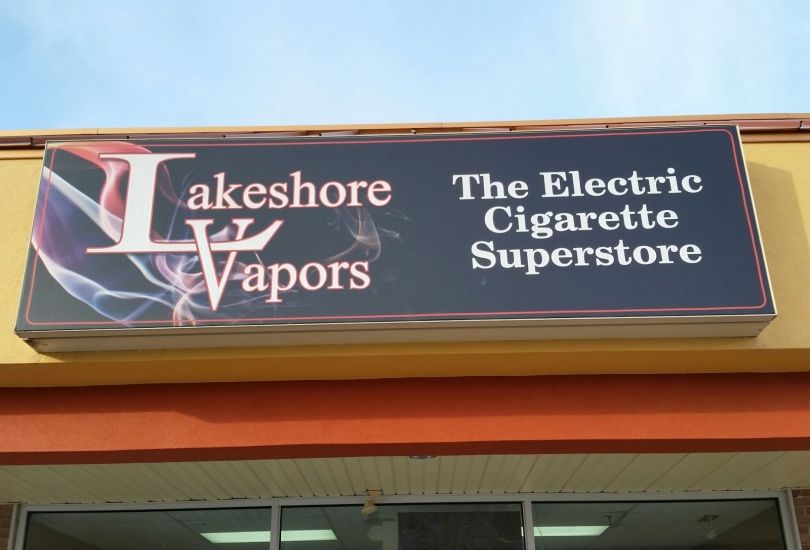 Lakeshore
Vapors
The Electric
Cigarette
Superstore